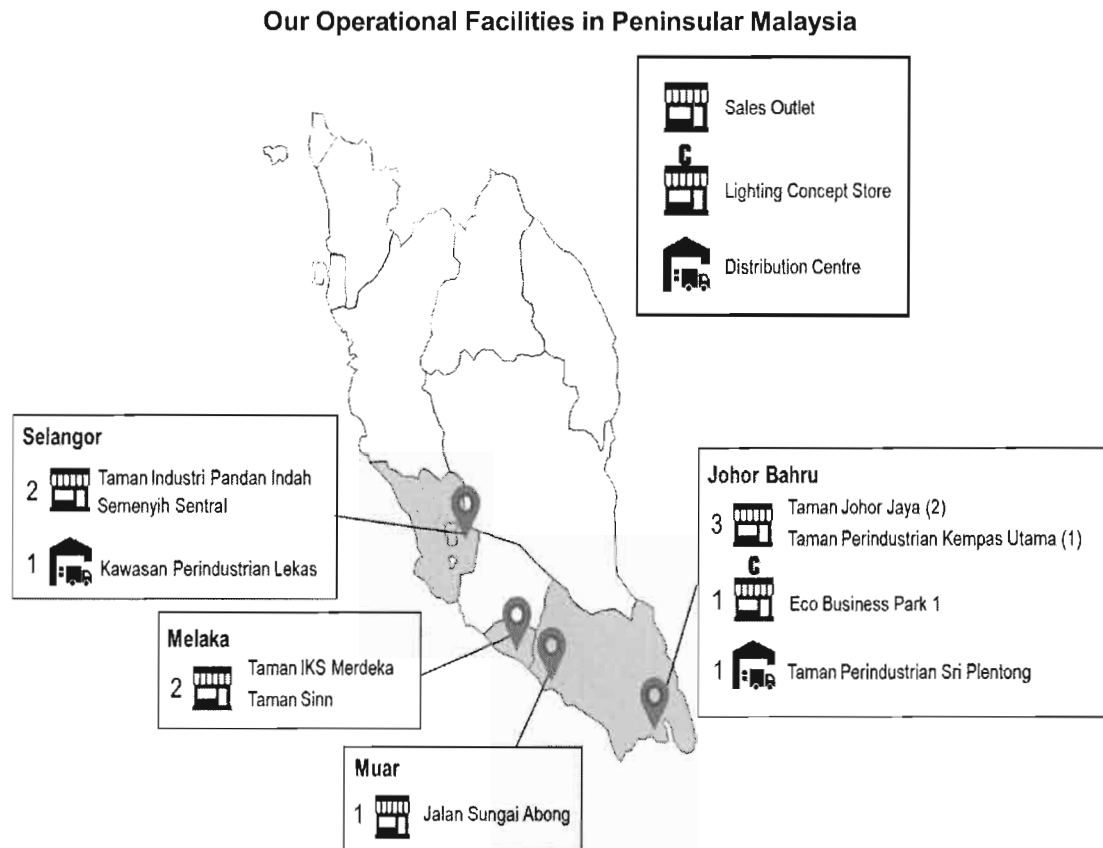 Our Operational Facilities in Peninsular Malaysia
Sales Outlet
C
Lighting Concept Store
Distribution Centre
Selangor
2 Taman Industri Pandan Indah
Semenyih Sentral
1 Kawasan Perindustrian Lekas
Melaka
2 Taman IKS Merdeka
Taman Sinn
Muar
1 Jalan Sungai Abong
Johor Bahru
3 Taman Johor Jaya (2)
Taman Perindustrian Kempas Utama (1)
C
1 Eco Business Park 1
1 Taman Perindustrian Sri Plentong